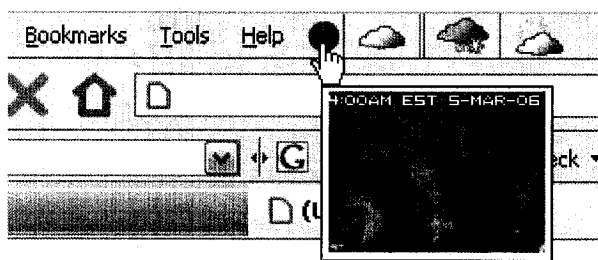 Bookmarks Tools Help
4:00AM EST 5-MAR-06
G
eck
(U